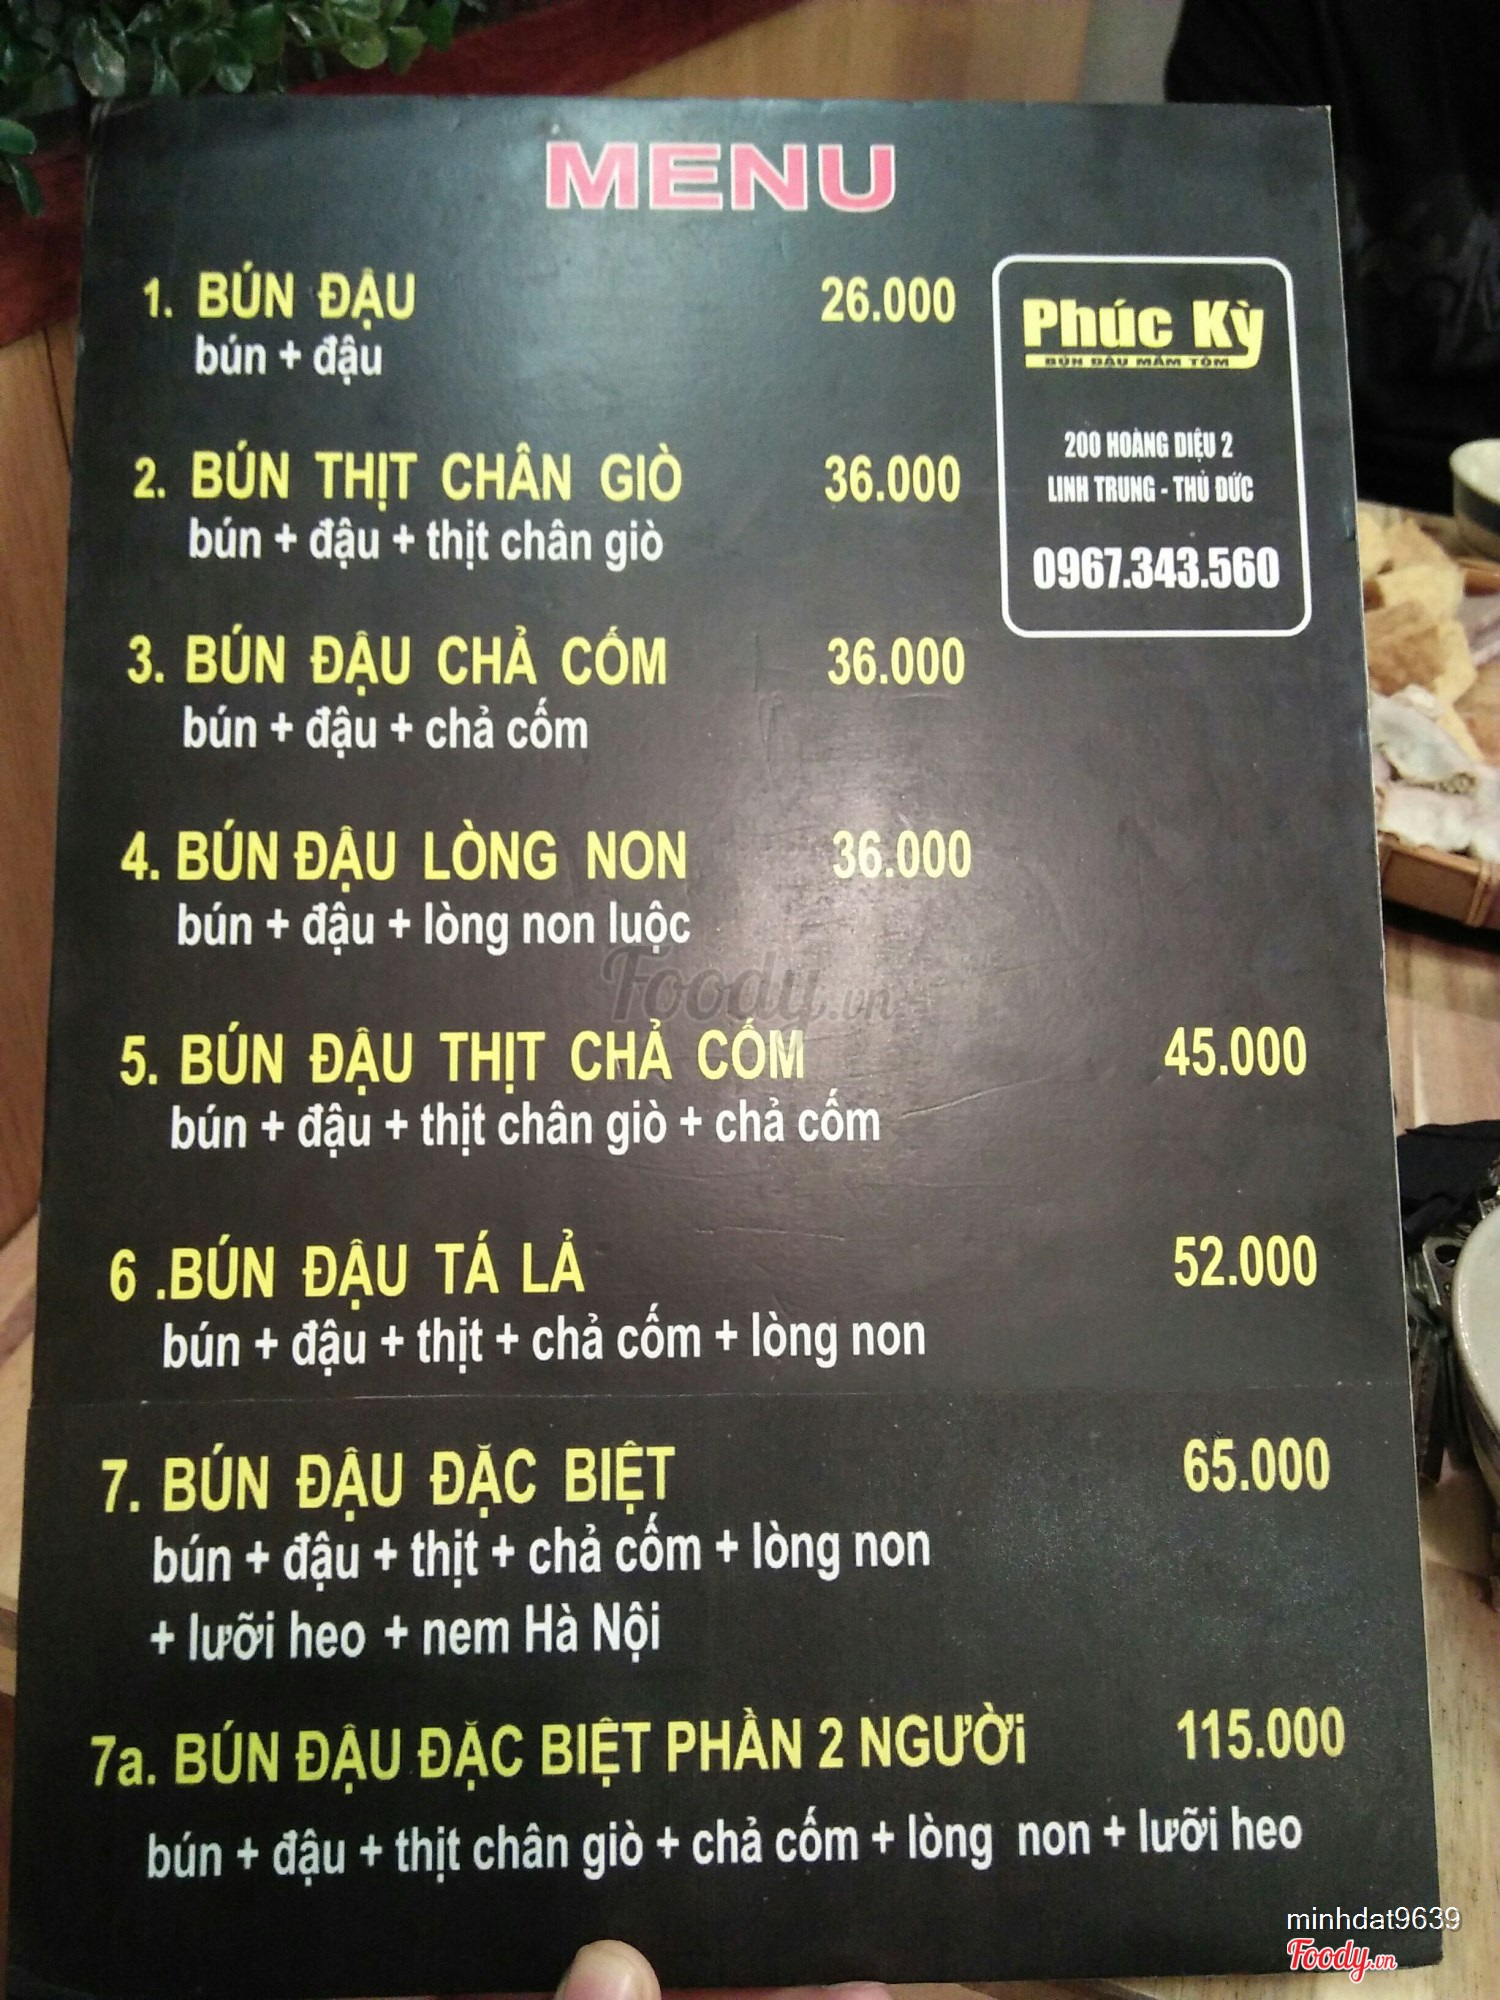 MENU
1. BÚN ĐẬU 26.000
bún + đậu
2. BÚN THỊT CHÂN GIÒ 36.000
bún + đậu + thịt chân giò
3. BÚN ĐẬU CHẢ CỐM 36.000
bún + đậu + chả cốm
4. BÚN ĐẬU LÒNG NON 36.000
bún + đậu + lòng non luộc
5. BÚN ĐẬU THỊT CHẢ CỐM 45.000
bún + đậu + thịt chân giò + chả cốm
6 .BÚN ĐẬU TÁ LẢ 52.000
bún + đậu + thịt + chả cốm + lòng non
7. BÚN ĐẬU ĐẶC BIỆT 65.000
bún + đậu + thịt + chả cốm + lòng non
+ lưỡi heo + nem Hà Nội
7a. BÚN ĐẬU ĐẶC BIỆT PHẦN 2 NGƯỜi 115.000
bún + đậu + thịt chân giò + chả cốm + lòng non + lưỡi heo
Phúc Kỳ
BÚN ĐẬU MẮM TÔM
200 HOÀNG DIỆU 2
LINH TRUNG - THỦ ĐỨC
0967.343.560
Foody.vn
minhdat9639
Foody.vn